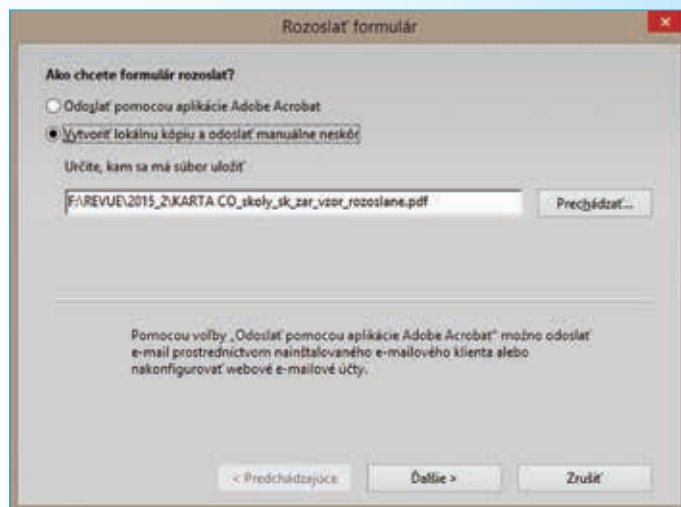 Rozoslať formulár
Ako chcete formulár rozoslať?
Odoslať pomocou aplikácie Adobe Acrobat
Vytvoriť lokálnu kópiu a odoslať manuálne neskôr
Určite, kam sa má súbor uložiť
F:\REVUE\2015_2\KARTA CO_skoly_sk_zar_vzor_rozoslane.pdf
Prechádzať...
Pomocou voľby „Odoslať pomocou aplikácie Adobe Acrobat" možno odoslať
e-mail prostredníctvom nainštalovaného e-mailového klienta alebo
nakonfigurovať webové e-mailové účty.
< Predchádzajúce
Ďalšie >
Zrušiť